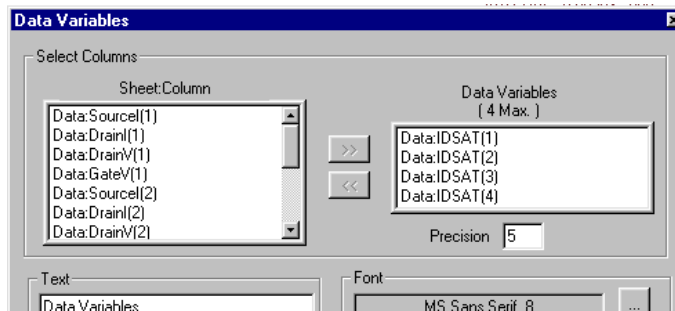 Data Variables
Select Columns
Sheet:Column
Data:SourceI(1)
Data:DrainI(1)
Data:DrainV(1)
Data:GateV(1)
Data:SourceI(2)
Data:DrainI(2)
Data:DrainV(2)
>>
<<
Data Variables
( 4 Max. )
Data:IDSAT(1)
Data:IDSAT(2)
Data:IDSAT(3)
Data:IDSAT(4)
Precision 5
Text
Data Variables
Font
MS Sans Serif, 8
...